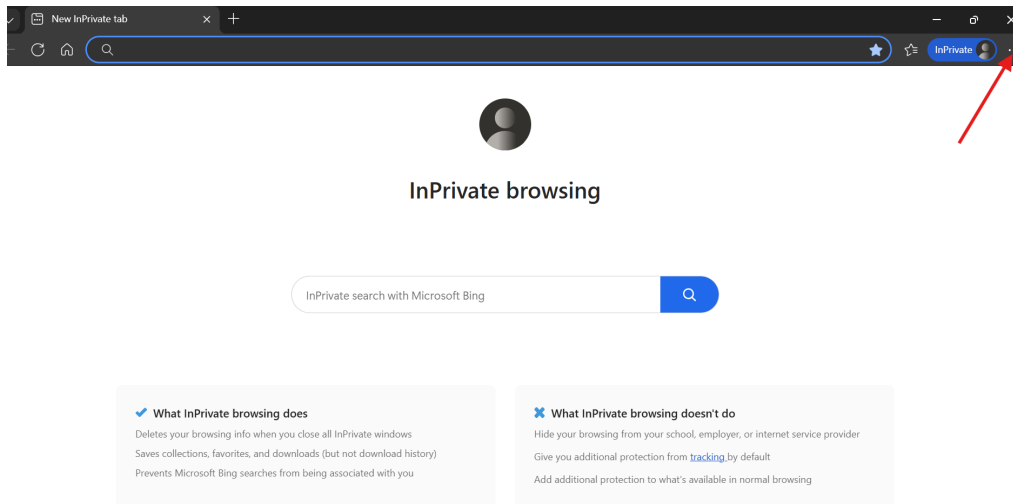 New InPrivate tab
InPrivate
InPrivate browsing
InPrivate search with Microsoft Bing
What InPrivate browsing does
Deletes your browsing info when you close all InPrivate windows
Saves collections, favorites, and downloads (but not download history)
Prevents Microsoft Bing searches from being associated with you
What InPrivate browsing doesn't do
Hide your browsing from your school, employer, or internet service provider
Give you additional protection from tracking by default
Add additional protection to what's available in normal browsing